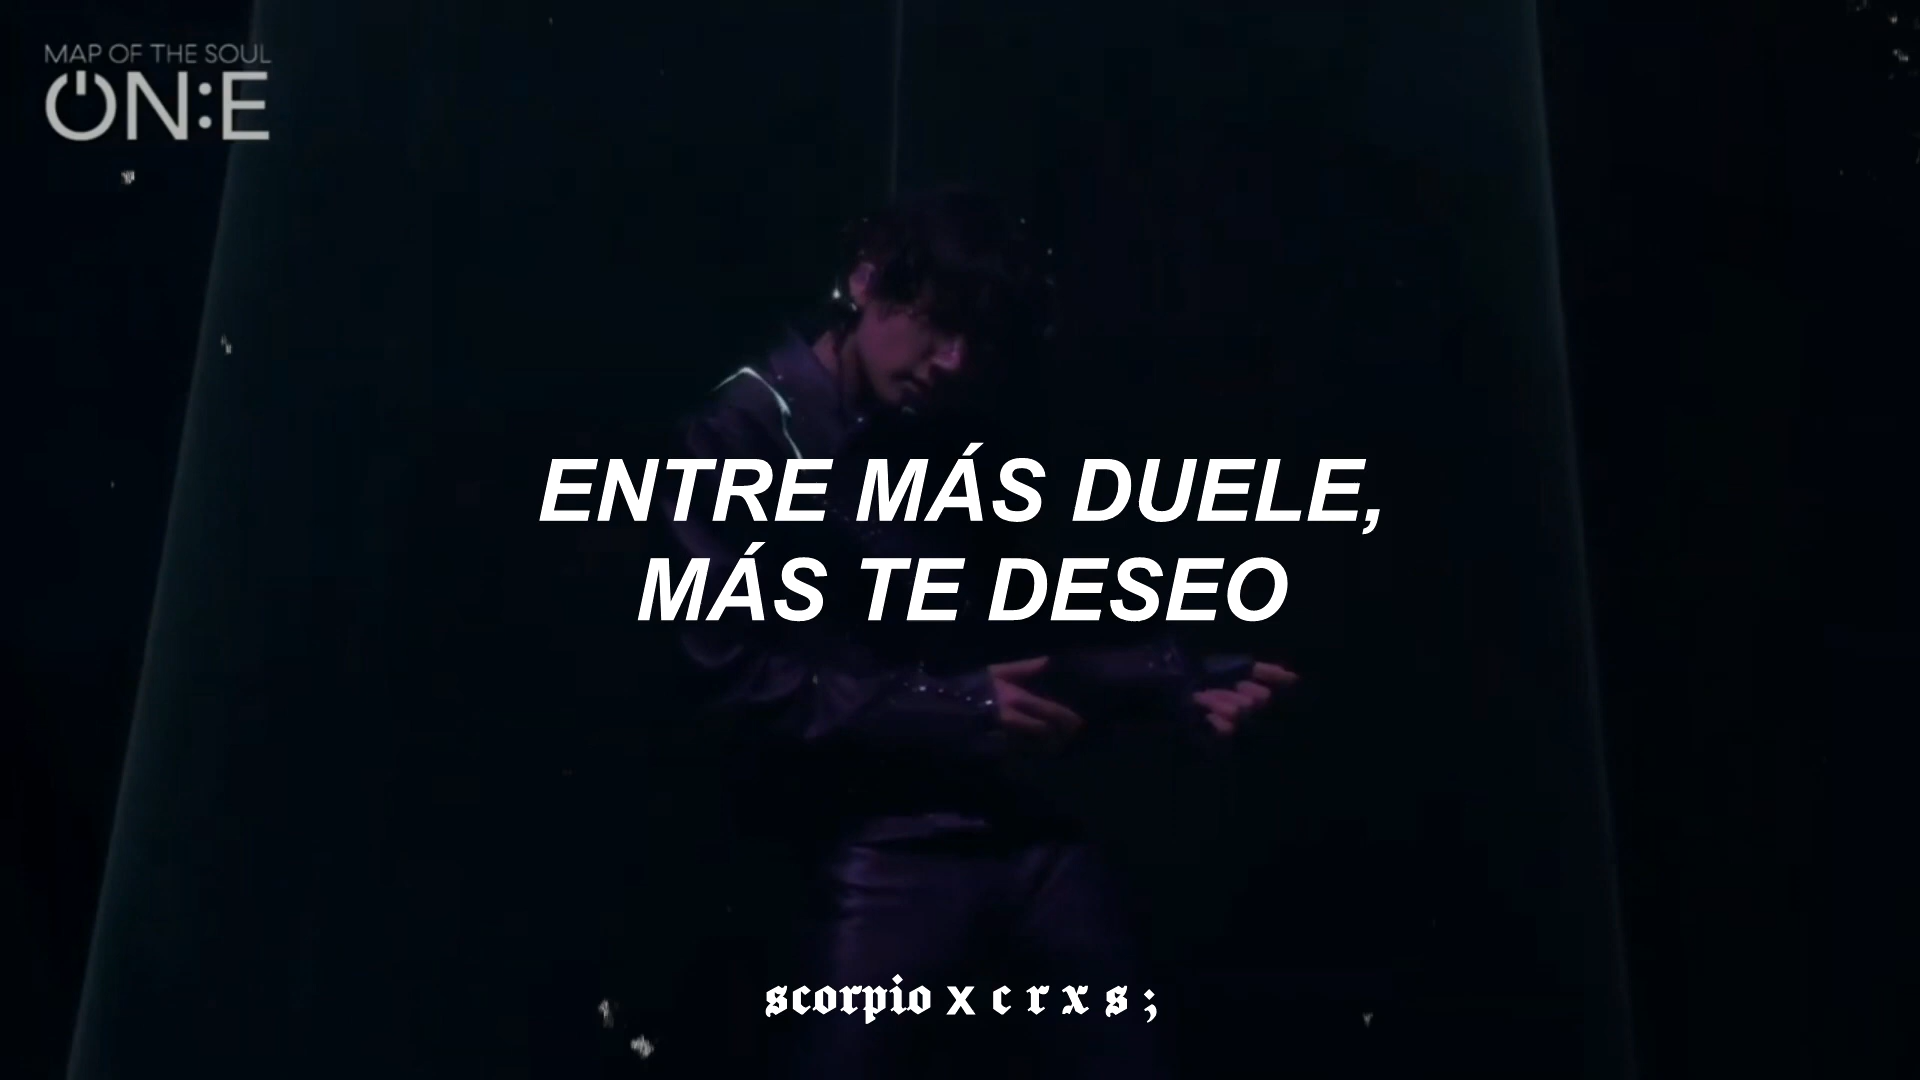 MAP OF THE SOUL
ON:E
ENTRE MÁS DUELE,
MÁS TE DESEO
scorpio x c r x s ;